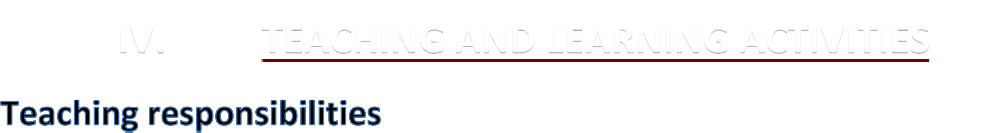 IV. TEACHING AND LEARNING ACTIVITIES
Teaching responsibilities